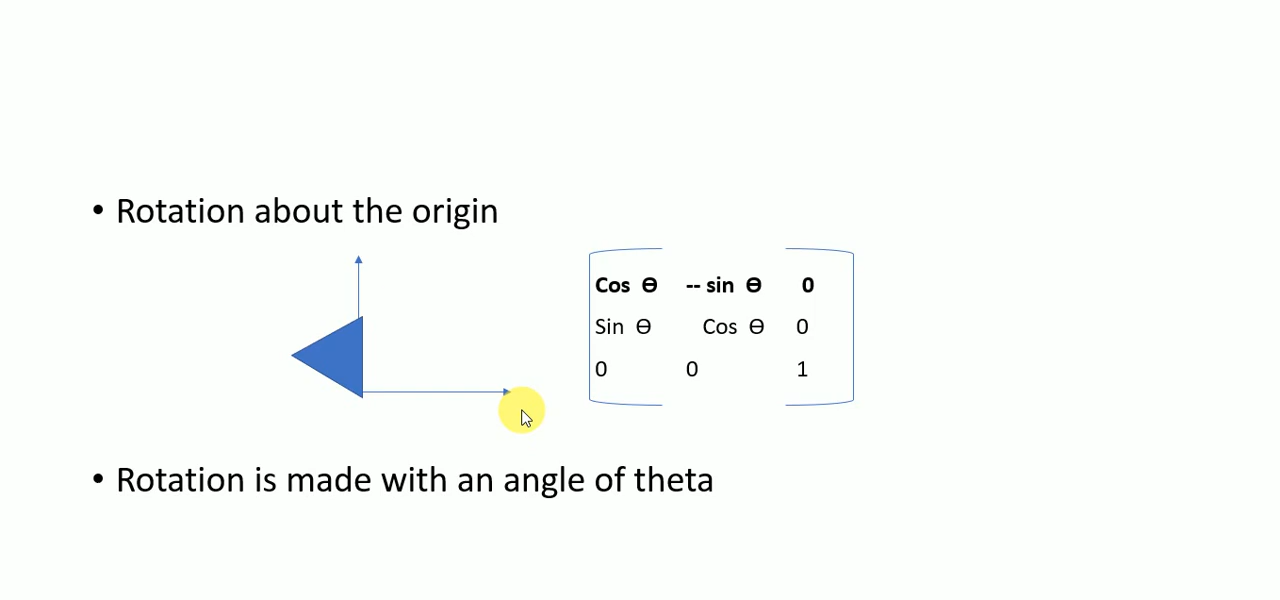 • Rotation about the origin
Cos ϴ -- sin ϴ 0
Sin ϴ Cos ϴ 0
0 0 1
• Rotation is made with an angle of theta